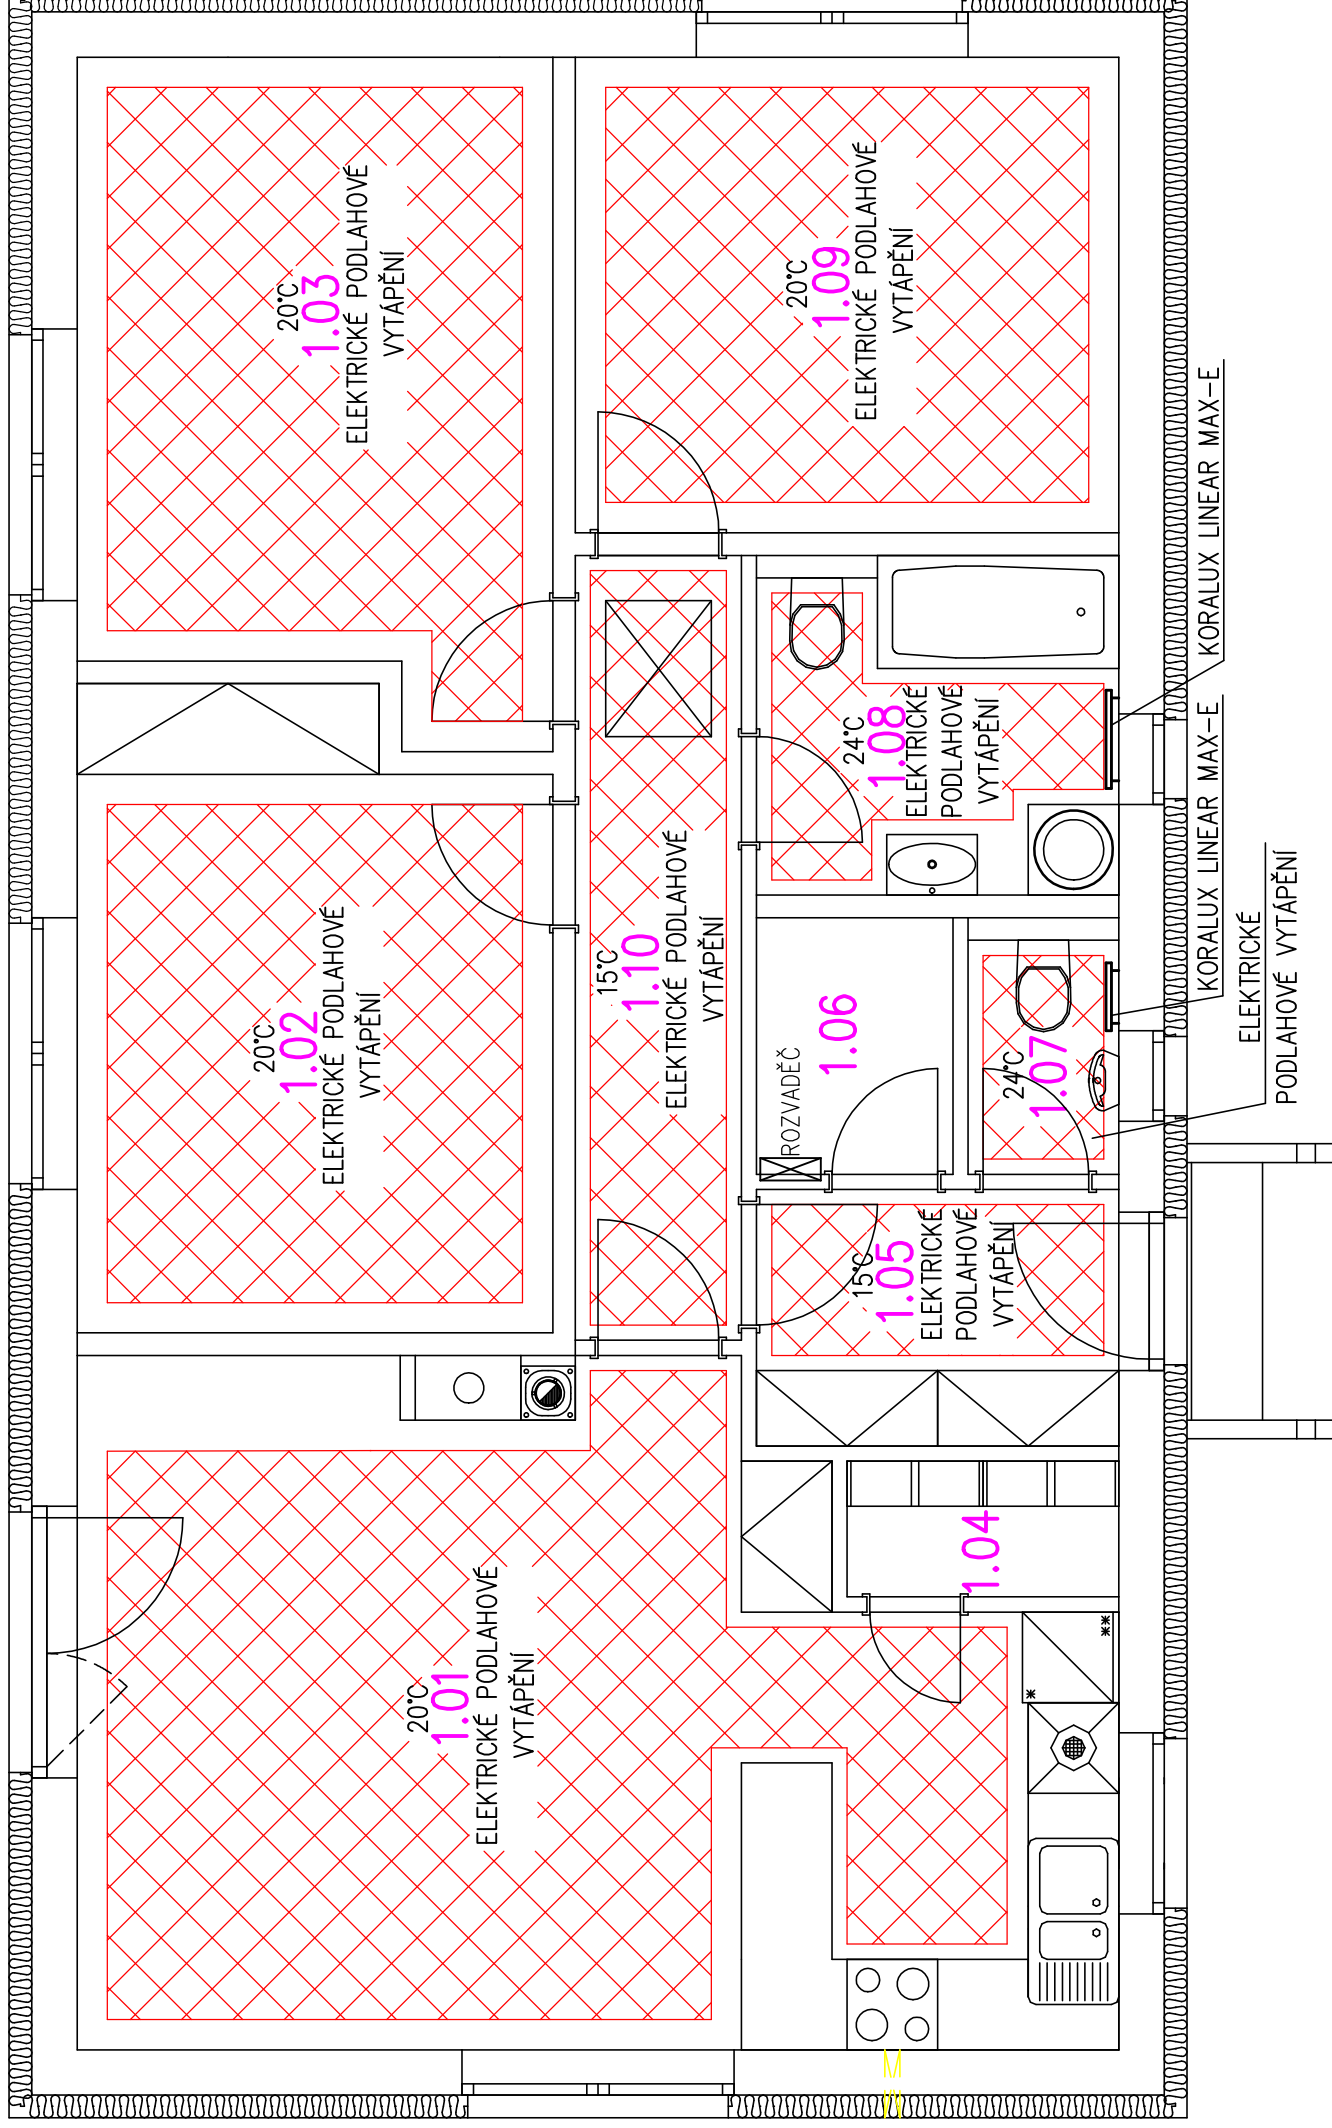 20°C
1.03
ELEKTRICKÉ PODLAHOVÉ
VYTÁPĚNÍ
20°C
1.09
ELEKTRICKÉ PODLAHOVÉ
VYTÁPĚNÍ
20°C
1.02
ELEKTRICKÉ PODLAHOVÉ
VYTÁPĚNÍ
15°C
1.10
ELEKTRICKÉ PODLAHOVÉ
VYTÁPĚNÍ
24°C
1.08
ELEKTRICKÉ
PODLAHOVÉ
VYTÁPĚNÍ
KORALUX LINEAR MAX-E
KORALUX LINEAR MAX-E
ELEKTRICKÉ
PODLAHOVÉ VYTÁPĚNÍ
ROZVADĚČ
1.06
24°C
1.07
15°C
1.05
ELEKTRICKÉ
PODLAHOVÉ
VYTÁPĚNÍ
1.04
20°C
1.01
ELEKTRICKÉ PODLAHOVÉ
VYTÁPĚNÍ
*
**